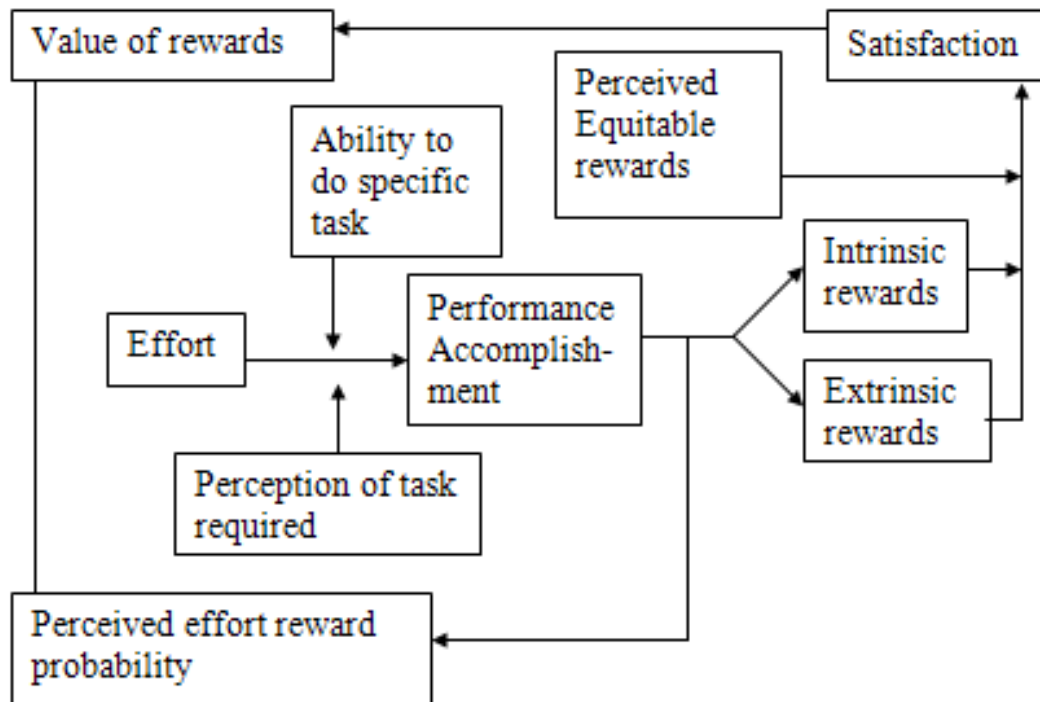 Value of rewards
Satisfaction
Perceived
Equitable
rewards
Ability to
do specific
task
Intrinsic
rewards
Performance
Accomplish-
ment
Effort
Extrinsic
rewards
Perception of task
required
Perceived effort reward
probability